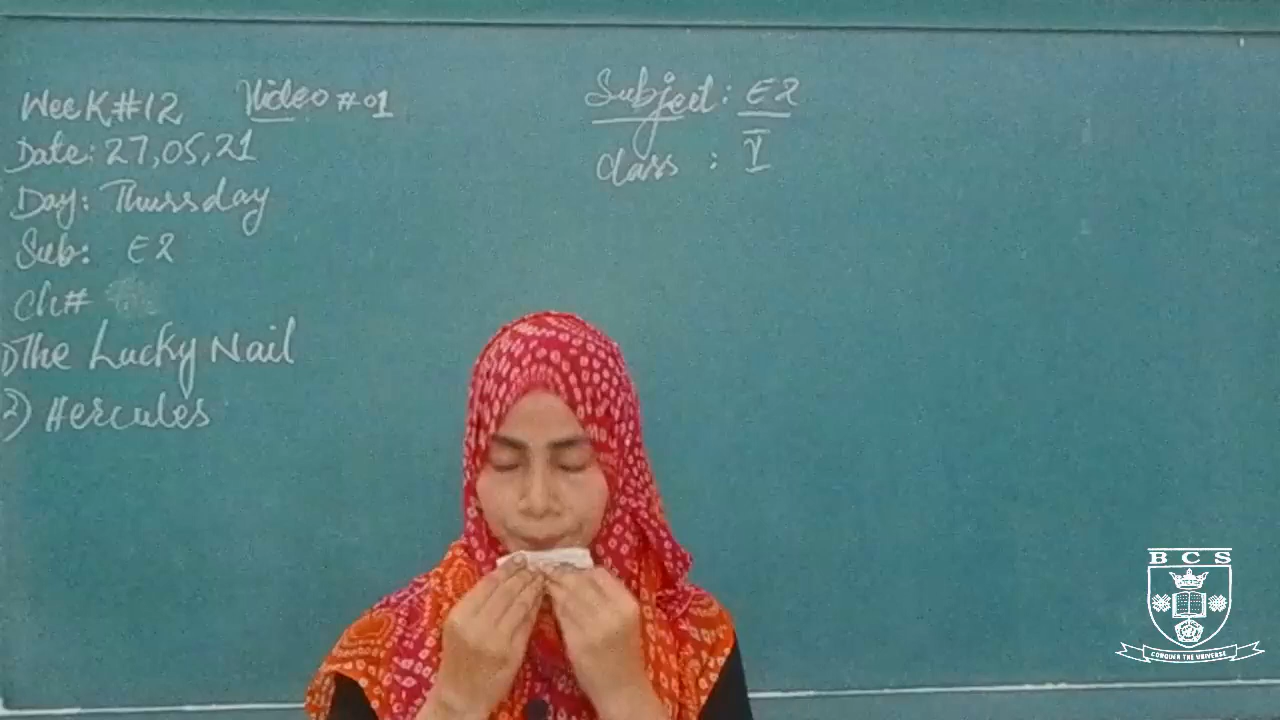 Week#12 Video #01
Date: 27,05,21
Day: Thursday
Sub: E2
Ch#
1) The Lucky Nail
2) Hercules
Subject: E2
Class : I
BCS
CONQUER THE UNIVERSE